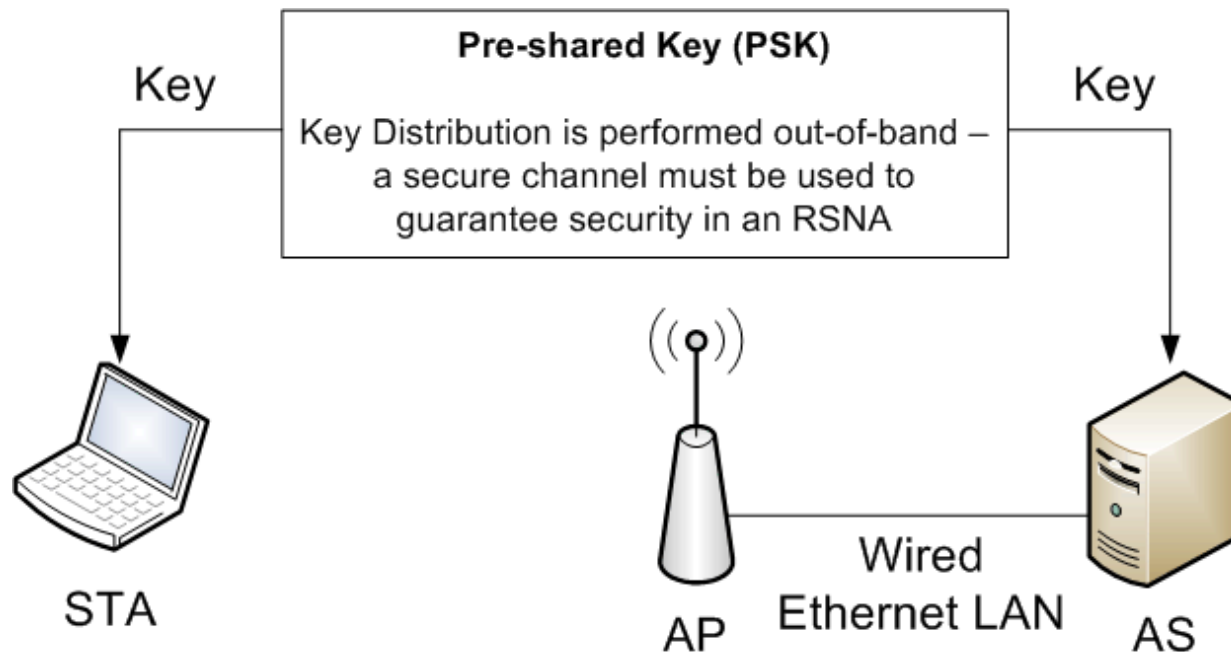 Pre-shared Key (PSK)
Key
Key
Key Distribution is performed out-of-band –
a secure channel must be used to
guarantee security in an RSNA
STA
AP
Wired
Ethernet LAN
AS